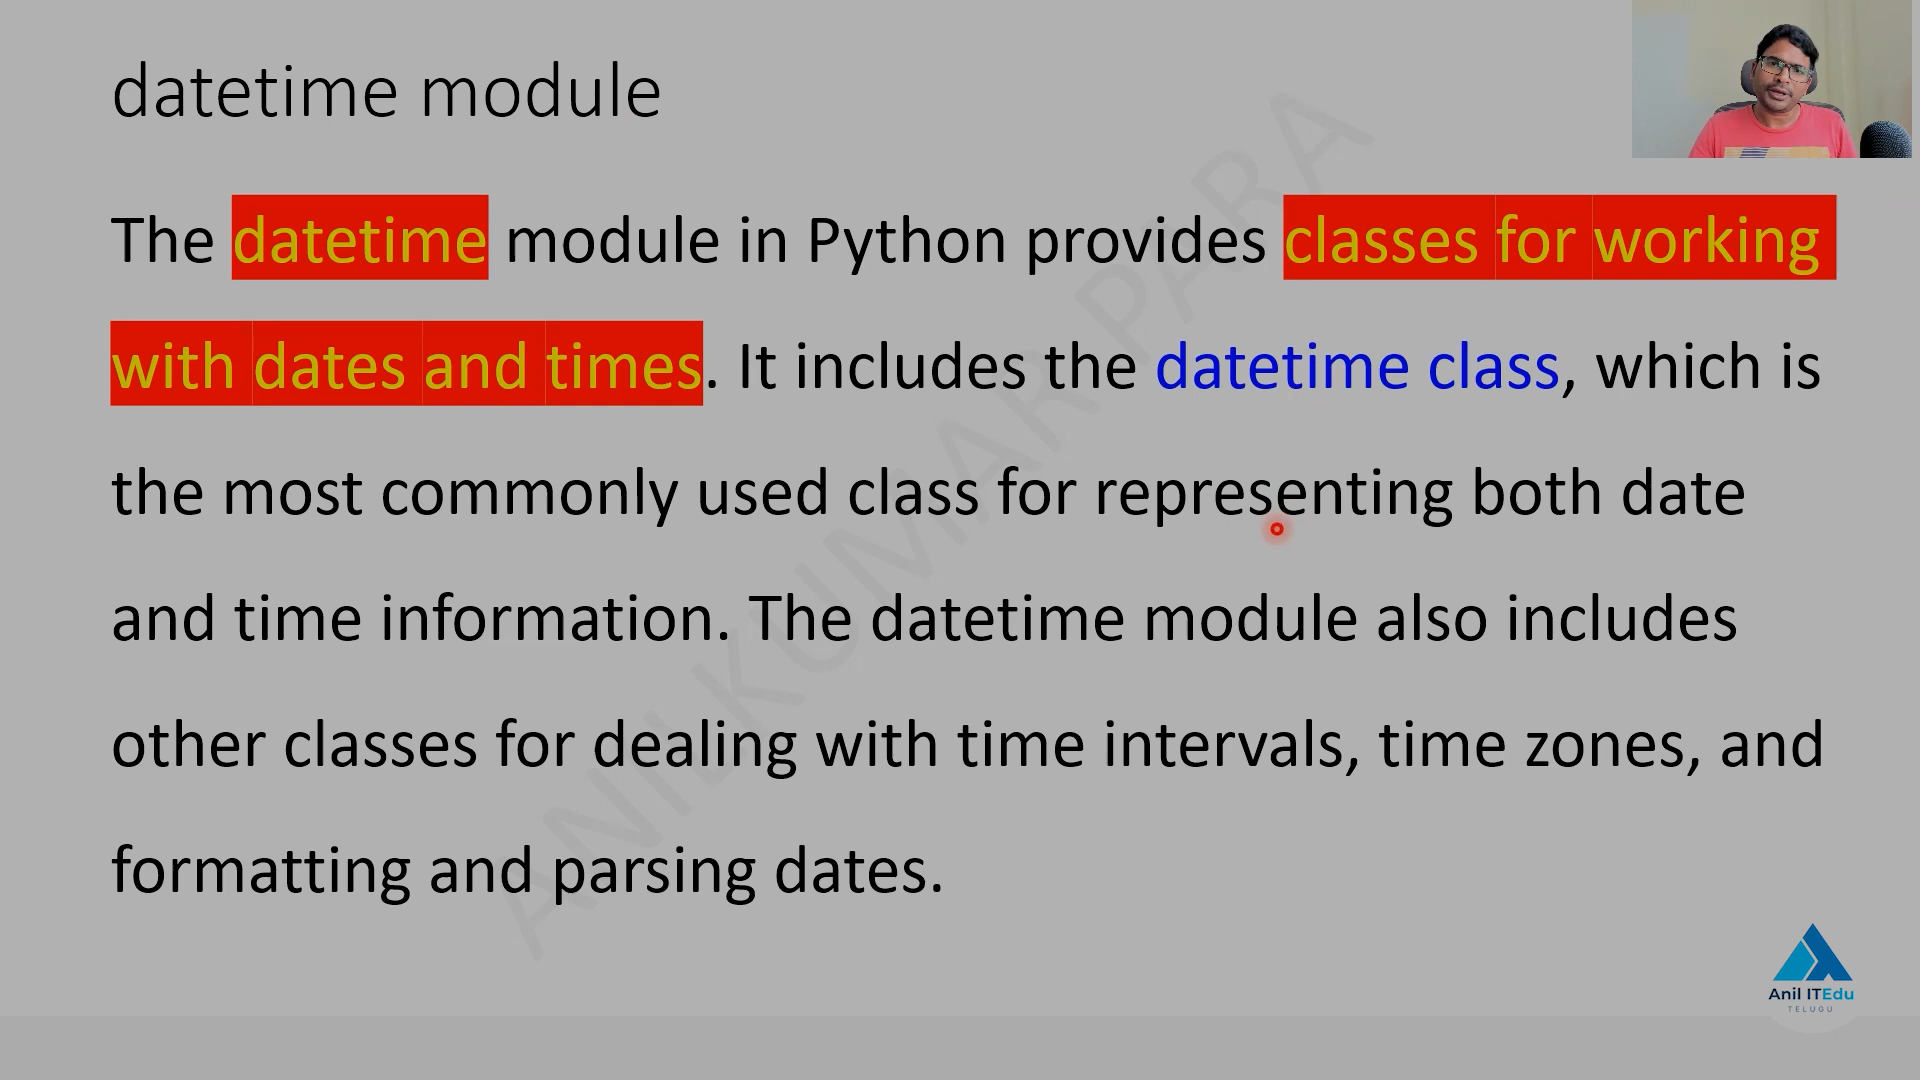 datetime module
The datetime module in Python provides classes for working
with dates and times. It includes the datetime class, which is
the most commonly used class for representing both date
and time information. The datetime module also includes
other classes for dealing with time intervals, time zones, and
formatting and parsing dates.
ANILKUMAR PARA
Anil ITEdu
TELUGU